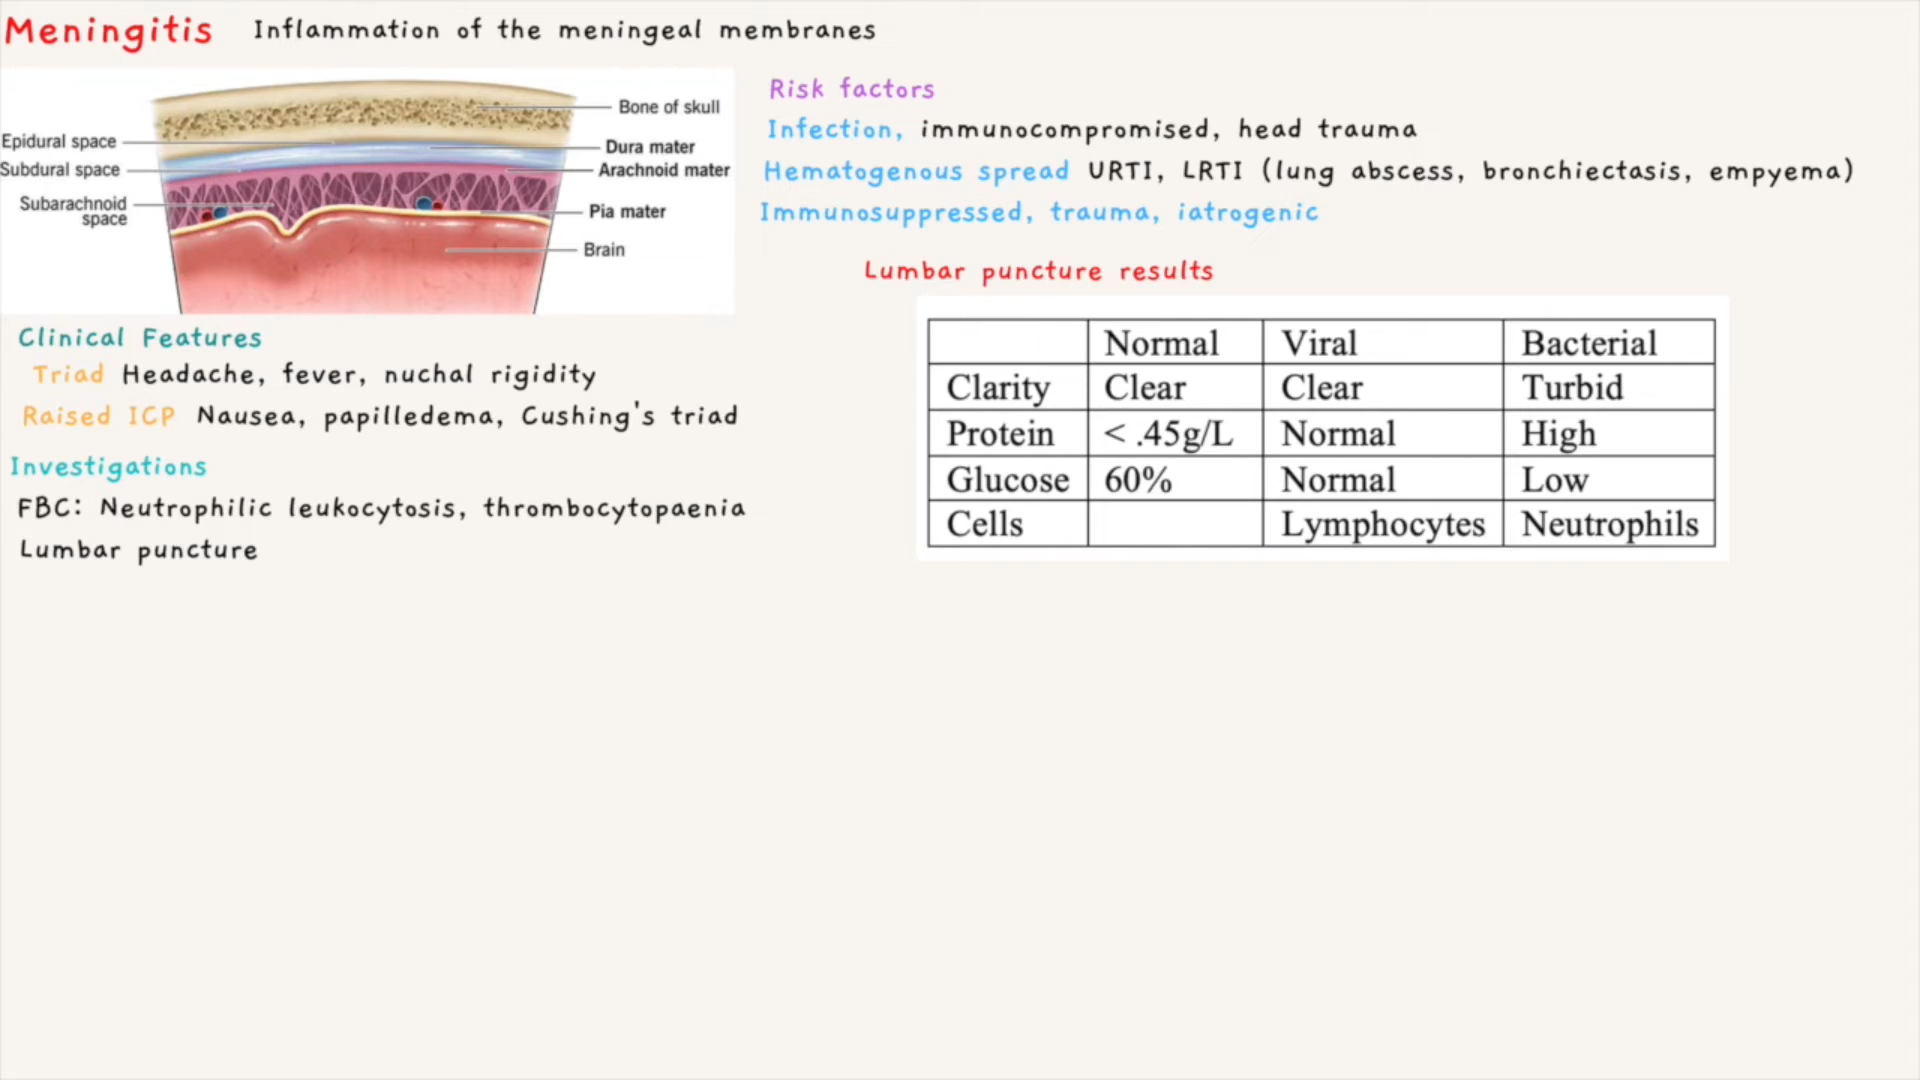 Meningitis Inflammation of the meningeal membranes
Bone of skull
Epidural space
Dura mater
Subdural space
Arachnoid mater
Subarachnoid
space
Pia mater
Brain
Clinical Features
Triad Headache, fever, nuchal rigidity
Raised ICP Nausea, papilledema, Cushing's triad
Investigations
FBC: Neutrophilic leukocytosis, thrombocytopaenia
Lumbar puncture
Risk factors
Infection, immunocompromised, head trauma
Hematogenous spread URTI, LRTI (lung abscess, bronchiectasis, empyema)
Immunosuppressed, trauma, iatrogenic
Lumbar puncture results
Normal Viral Bacterial
Clarity Clear Clear Turbid
Protein < .45g/L Normal High
Glucose 60% Normal Low
Cells Lymphocytes Neutrophils